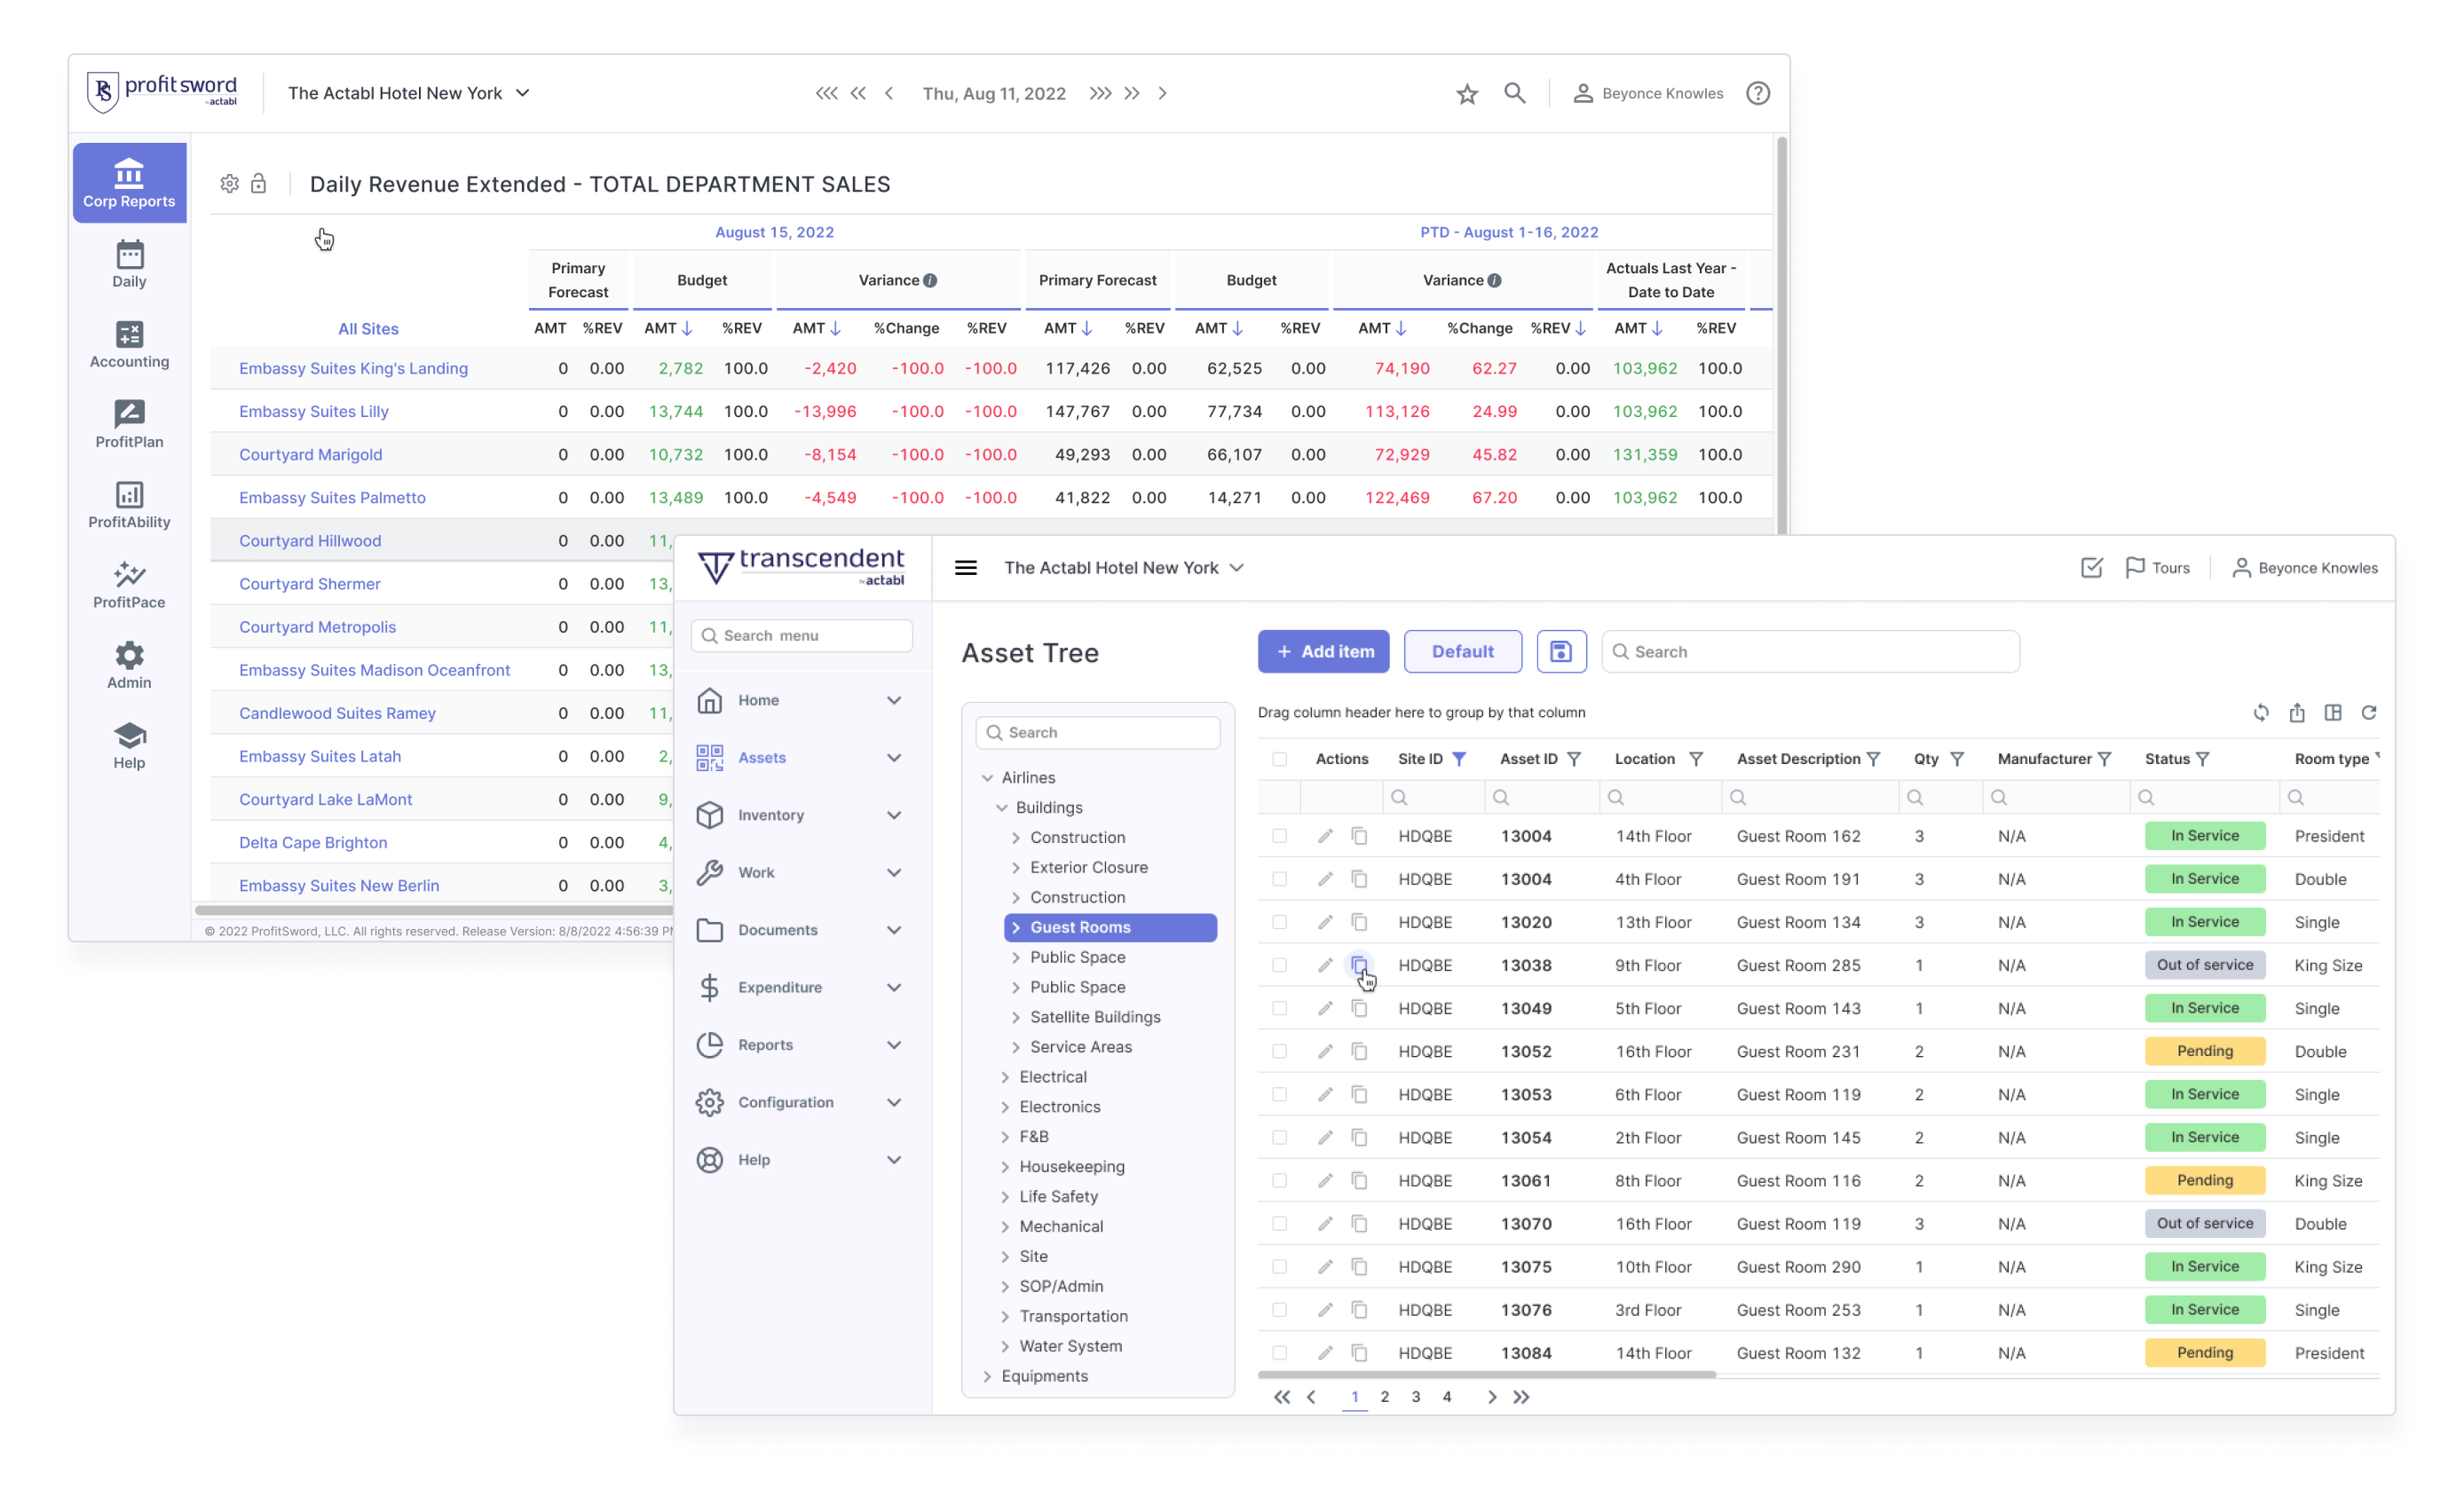 profitsword
by actabl
The Actabl Hotel New York
Thu, Aug 11, 2022
Beyonce Knowles
Corp Reports
Daily
Accounting
ProfitPlan
ProfitAbility
ProfitPace
Admin
Help
Daily Revenue Extended - TOTAL DEPARTMENT SALES
August 15, 2022 PTD - August 1-16, 2022
Primary Forecast Budget Variance Primary Forecast Budget Variance Actuals Last Year - Date to Date
All Sites AMT %REV AMT %REV AMT %Change %REV AMT %REV AMT %REV AMT %Change %REV AMT %REV
Embassy Suites King's Landing 0 0.00 2,782 100.0 -2,420 -100.0 -100.0 117,426 0.00 62,525 0.00 74,190 62.27 0.00 103,962 100.0
Embassy Suites Lilly 0 0.00 13,744 100.0 -13,996 -100.0 -100.0 147,767 0.00 77,734 0.00 113,126 24.99 0.00 103,962 100.0
Courtyard Marigold 0 0.00 10,732 100.0 -8,154 -100.0 -100.0 49,293 0.00 66,107 0.00 72,929 45.82 0.00 131,359 100.0
Embassy Suites Palmetto 0 0.00 13,489 100.0 -4,549 -100.0 -100.0 41,822 0.00 14,271 0.00 122,469 67.20 0.00 103,962 100.0
Courtyard Hillwood 0 0.00 11,
Courtyard Shermer 0 0.00 13,
Courtyard Metropolis 0 0.00 11,
Embassy Suites Madison Oceanfront 0 0.00 13,
Candlewood Suites Ramey 0 0.00 11,
Embassy Suites Latah 0 0.00 2,
Courtyard Lake LaMont 0 0.00 9,
Delta Cape Brighton 0 0.00 4,
Embassy Suites New Berlin 0 0.00 3,
© 2022 ProfitSword, LLC. All rights reserved. Release Version: 8/8/2022 4:56:39 P
transcendent
by actabl
The Actabl Hotel New York
Tours
Beyonce Knowles
Search menu
Home
Assets
Inventory
Work
Documents
Expenditure
Reports
Configuration
Help
Asset Tree
+ Add item
Default
Search
Search
Airlines
Buildings
Construction
Exterior Closure
Construction
Guest Rooms
Public Space
Public Space
Satellite Buildings
Service Areas
Electrical
Electronics
F&B
Housekeeping
Life Safety
Mechanical
Site
SOP/Admin
Transportation
Water System
Equipments
Drag column header here to group by that column
Actions Site ID Asset ID Location Asset Description Qty Manufacturer Status Room type
HDQBE 13004 14th Floor Guest Room 162 3 N/A In Service President
HDQBE 13004 4th Floor Guest Room 191 3 N/A In Service Double
HDQBE 13020 13th Floor Guest Room 134 3 N/A In Service Single
HDQBE 13038 9th Floor Guest Room 285 1 N/A Out of service King Size
HDQBE 13049 5th Floor Guest Room 143 1 N/A In Service Single
HDQBE 13052 16th Floor Guest Room 231 2 N/A Pending Double
HDQBE 13053 6th Floor Guest Room 119 2 N/A In Service Single
HDQBE 13054 2th Floor Guest Room 145 2 N/A In Service Single
HDQBE 13061 8th Floor Guest Room 116 2 N/A Pending King Size
HDQBE 13070 16th Floor Guest Room 119 3 N/A Out of service Double
HDQBE 13075 10th Floor Guest Room 290 1 N/A In Service King Size
HDQBE 13076 3rd Floor Guest Room 253 1 N/A In Service Single
HDQBE 13084 14th Floor Guest Room 132 1 N/A Pending President
1 2 3 4